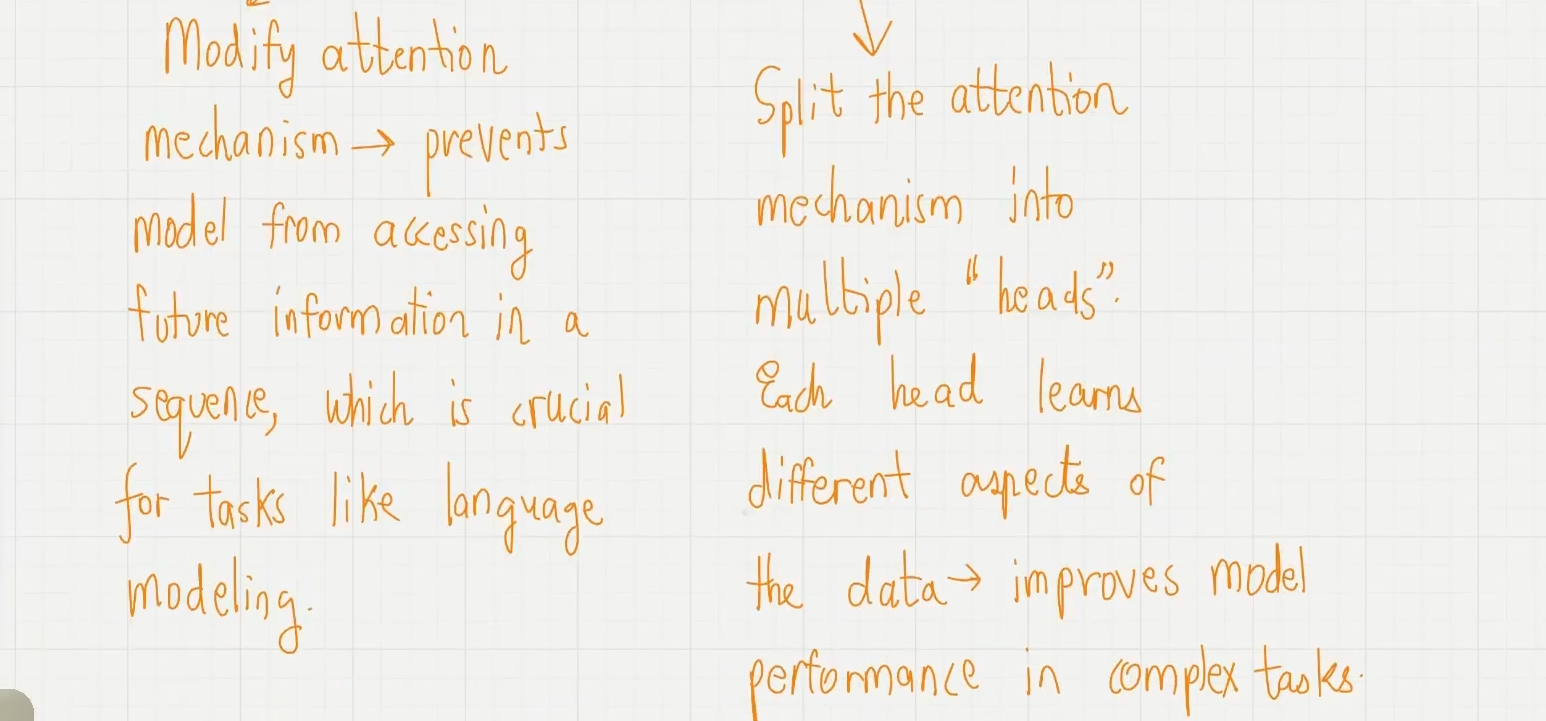 Modify attention
mechanism → prevents
model from accessing
future information in a
sequence, which is crucial
for tasks like language
modeling.
Split the attention
mechanism into
multiple "heads".
Each head learns
different aspects of
the data → improves model
performance in complex tasks.